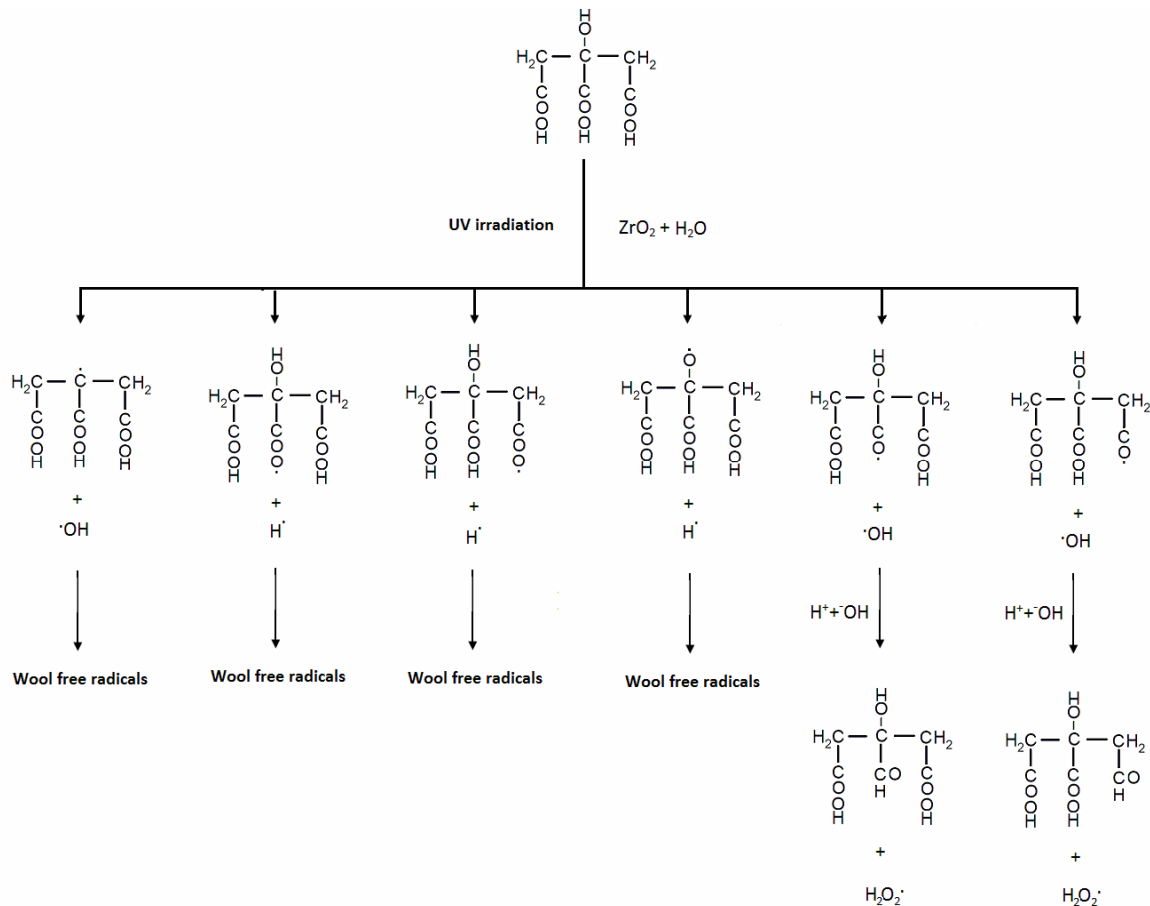 HO
H₂C — C — CH₂
COOH COOH COOH
UV irradiation ZrO₂ + H₂O
HO HO ·O HO HO
H₂C — Ċ — CH₂ H₂C — C — CH₂ H₂C — C — CH₂ H₂C — C — CH₂ H₂C — C — CH₂ H₂C — C — CH₂
COOH COOH COOH COOH COO· COOH COOH COOH COO· COOH COOH COOH COOH CO· COOH COOH COOH CO·
+ + + + + +
·OH H· H· H· ·OH ·OH
H⁺+⁻OH H⁺+⁻OH
Wool free radicals Wool free radicals Wool free radicals Wool free radicals
HO HO
H₂C — C — CH₂ H₂C — C — CH₂
COOH CO H COOH COOH COOH CO H
+ +
H₂O₂· H₂O₂·